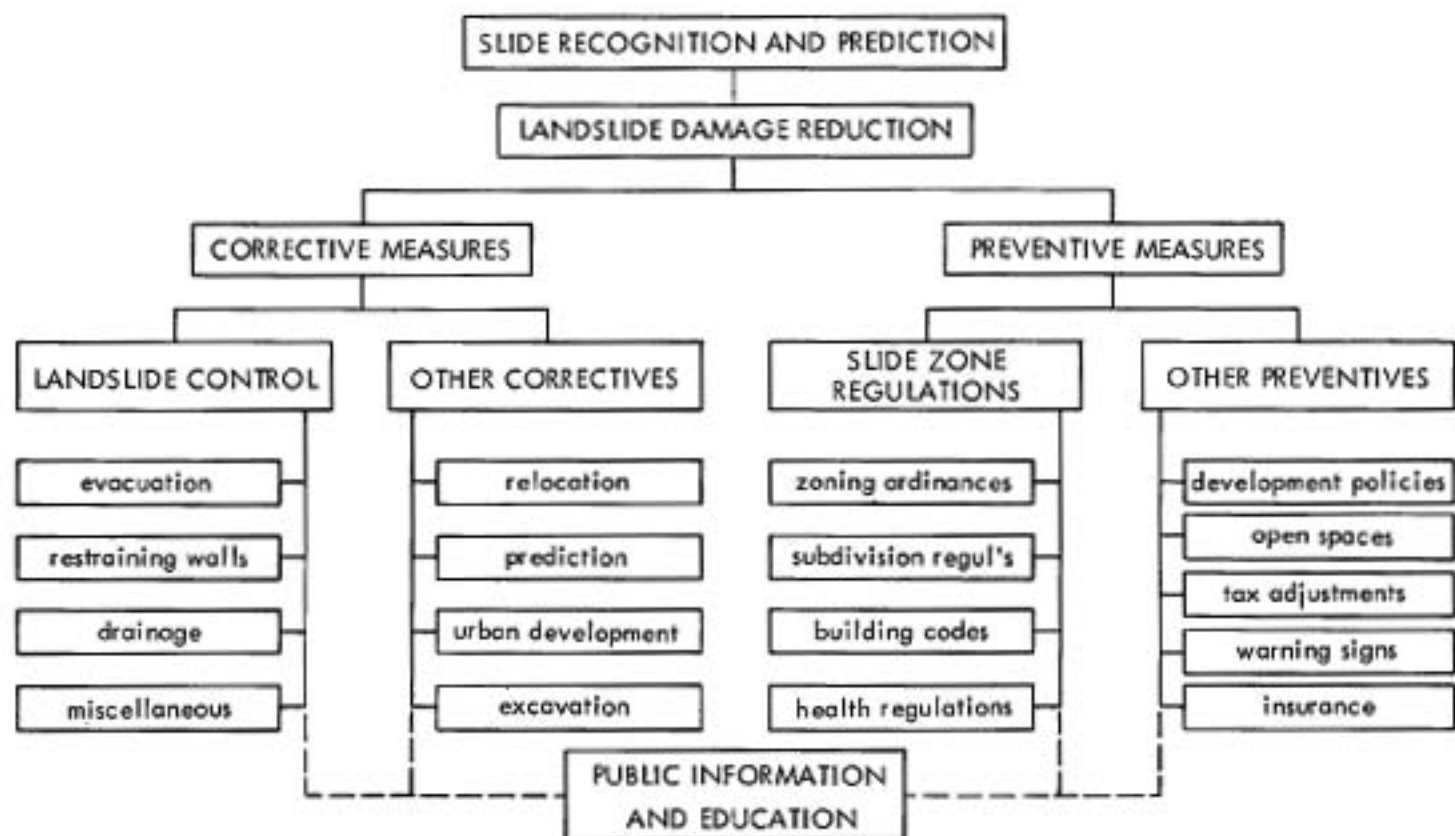 SLIDE RECOGNITION AND PREDICTION
LANDSLIDE DAMAGE REDUCTION
CORRECTIVE MEASURES
PREVENTIVE MEASURES
LANDSLIDE CONTROL
OTHER CORRECTIVES
SLIDE ZONE
REGULATIONS
OTHER PREVENTIVES
evacuation
restraining walls
drainage
miscellaneous
relocation
prediction
urban development
excavation
zoning ordinances
subdivision regul's
building codes
health regulations
development policies
open spaces
tax adjustments
warning signs
insurance
PUBLIC INFORMATION
AND EDUCATION